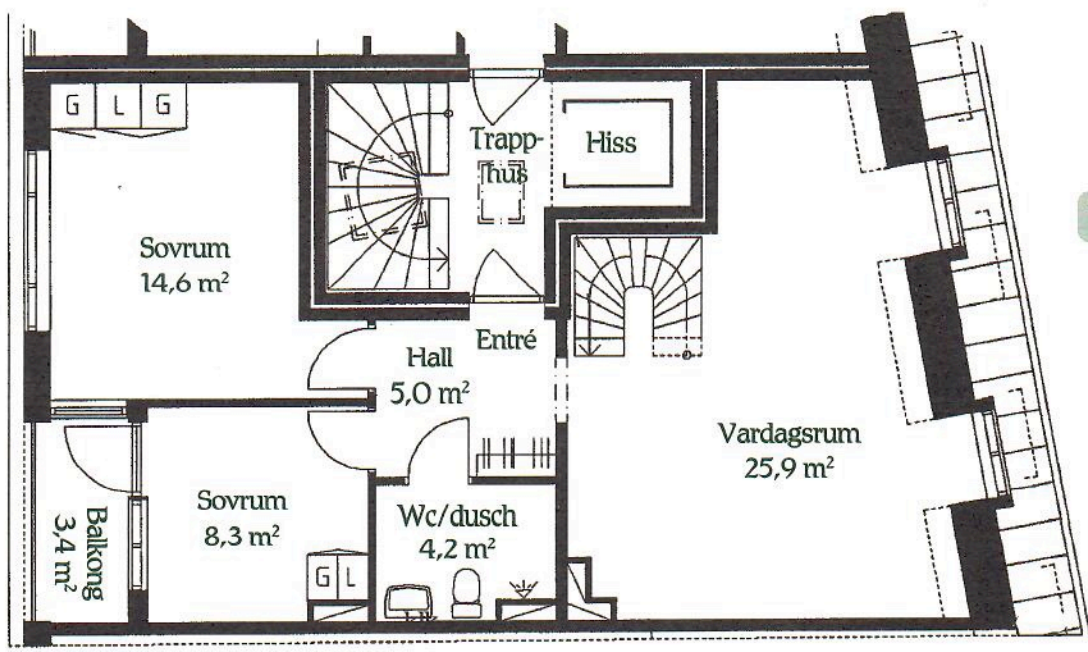 G L G
Trapp-
hus
Hiss
Sovrum
14,6 m²
Entré
Hall
5,0 m²
Vardagsrum
25,9 m²
Sovrum
8,3 m²
Wc/dusch
4,2 m²
Balkong
3,4 m²
G L